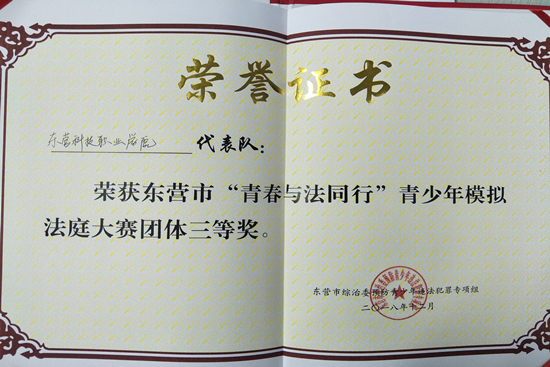 荣誉证书
东营科技职业学院 代表队：
荣获东营市“青春与法同行”青少年模拟
法庭大赛团体三等奖。
东营市综治委预防青少年违法犯罪专项组
二〇一八年十二月